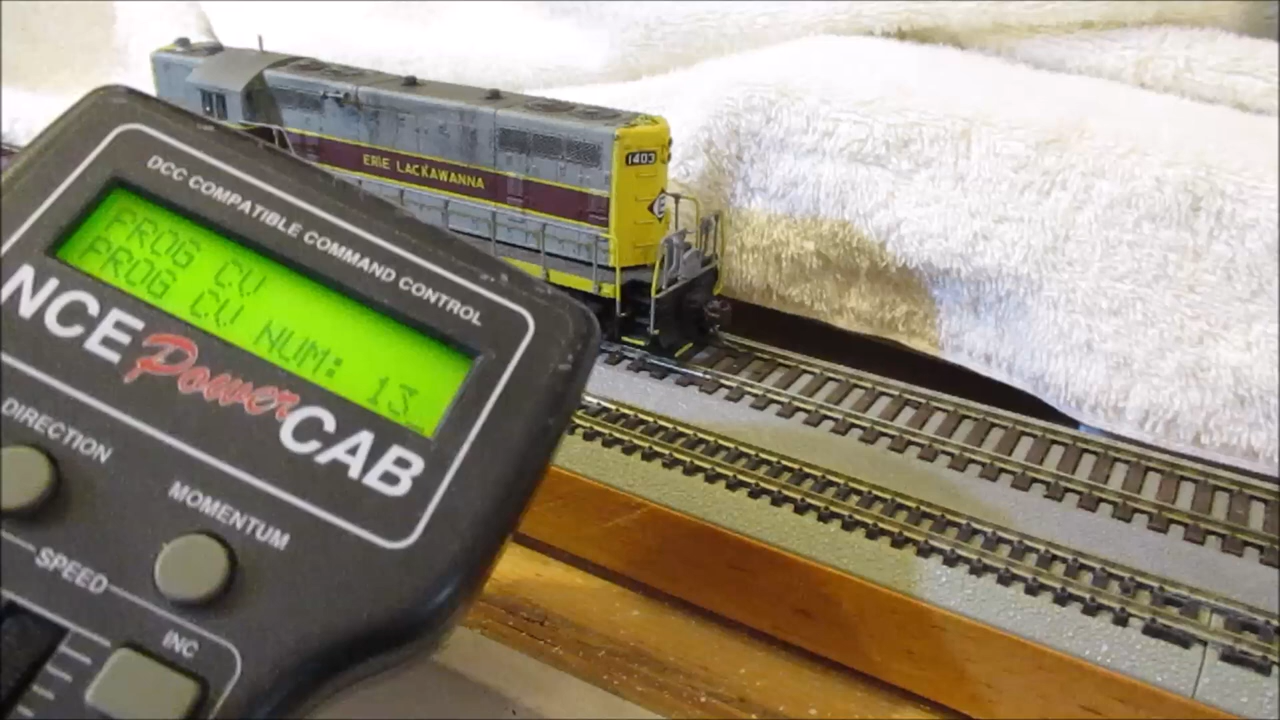 DCC COMPATIBLE COMMAND CONTROL
PROG CV
PROG CV NUM: 13
NCE Power CAB
DIRECTION
MOMENTUM
SPEED
INC
ERIE LACKAWANNA
1403
E